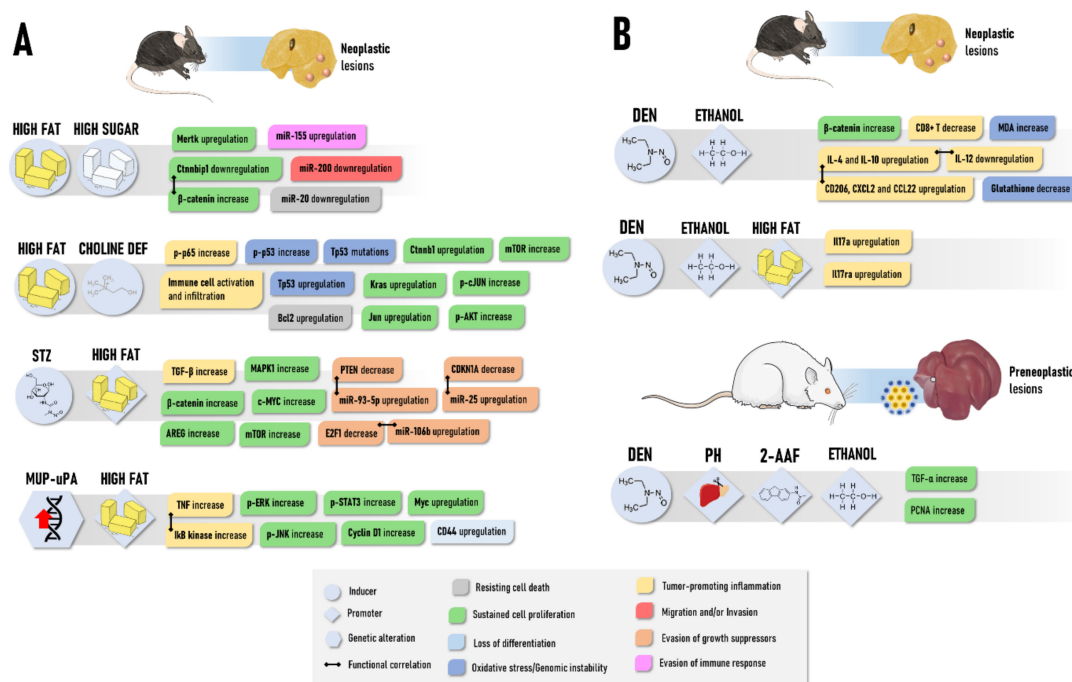 A
Neoplastic
lesions
HIGH FAT
HIGH SUGAR
Mertk upregulation
miR-155 upregulation
Ctnnbip1 downregulation
miR-200 downregulation
β-catenin increase
miR-20 downregulation
HIGH FAT
CHOLINE DEF
p-p65 increase
p-p53 increase
Tp53 mutations
Ctnnb1 upregulation
mTOR increase
Immune cell activation
and infiltration
Tp53 upregulation
Kras upregulation
p-cJUN increase
Bcl2 upregulation
Jun upregulation
p-AKT increase
STZ
HIGH FAT
TGF-β increase
MAPK1 increase
PTEN decrease
CDKN1A decrease
β-catenin increase
c-MYC increase
miR-93-5p upregulation
miR-25 upregulation
AREG increase
mTOR increase
E2F1 decrease
miR-106b upregulation
MUP-uPA
HIGH FAT
TNF increase
p-ERK increase
p-STAT3 increase
Myc upregulation
IkB kinase increase
p-JNK increase
Cyclin D1 increase
CD44 upregulation
B
Neoplastic
lesions
DEN
ETHANOL
β-catenin increase
CD8+ T decrease
MDA increase
IL-4 and IL-10 upregulation
IL-12 downregulation
CD206, CXCL2 and CCL22 upregulation
Glutathione decrease
DEN
ETHANOL
HIGH FAT
Il17a upregulation
Il17ra upregulation
Preneoplastic
lesions
DEN
PH
2-AAF
ETHANOL
TGF-α increase
PCNA increase
Inducer
Promoter
Genetic alteration
Functional correlation
Resisting cell death
Sustained cell proliferation
Loss of differentiation
Oxidative stress/Genomic instability
Tumor-promoting inflammation
Migration and/or Invasion
Evasion of growth suppressors
Evasion of immune response